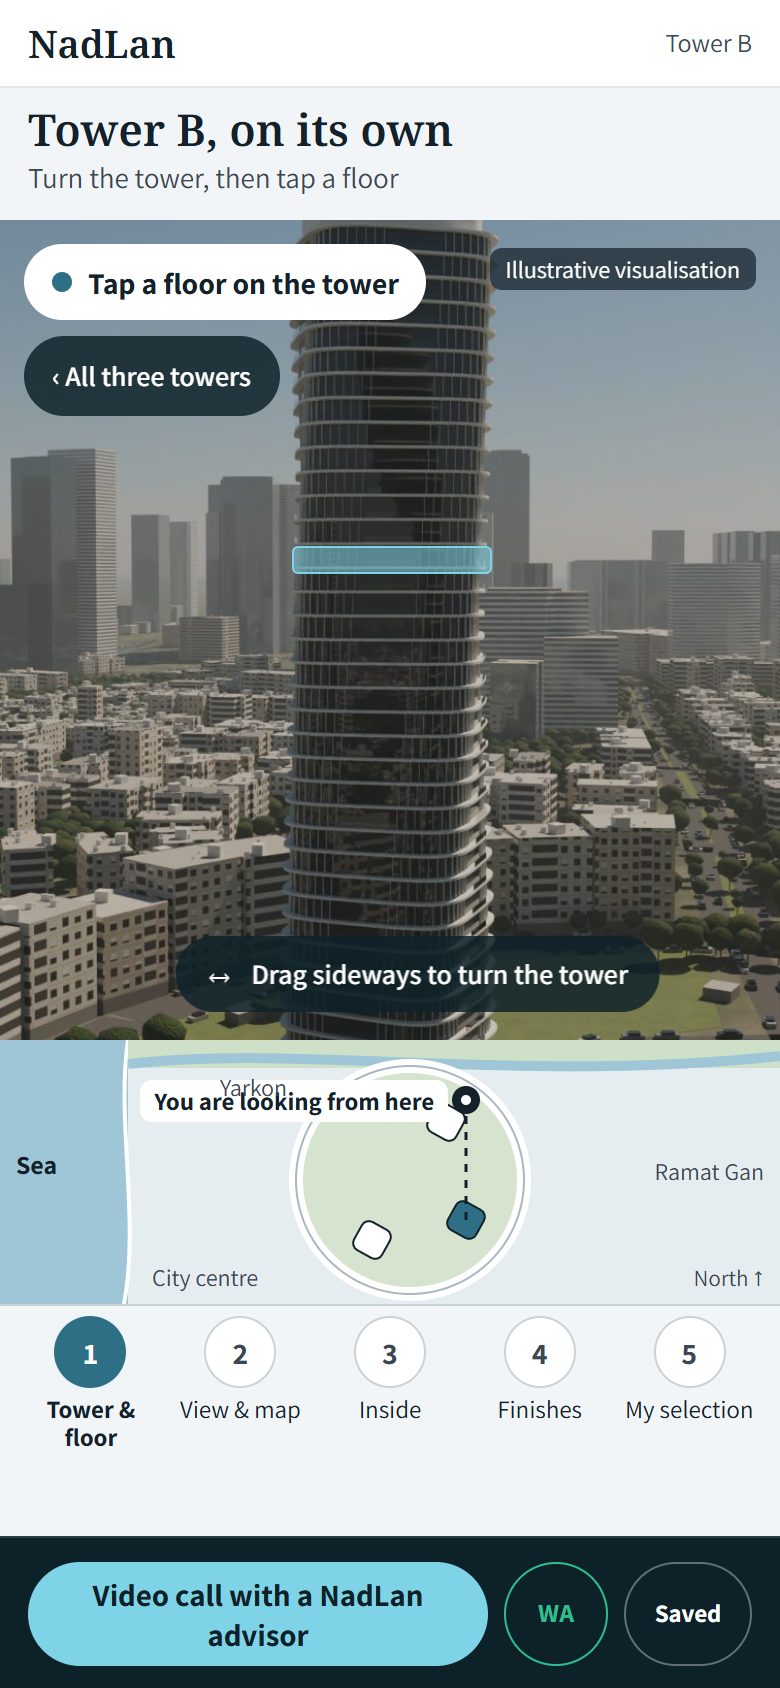 NadLan
Tower B
Tower B, on its own
Turn the tower, then tap a floor
Tap a floor on the tower
Illustrative visualisation
‹ All three towers
↔ Drag sideways to turn the tower
Yarkon
You are looking from here
Sea
Ramat Gan
City centre
North ↑
1
2
3
4
5
Tower &
floor
View & map
Inside
Finishes
My selection
Video call with a NadLan
advisor
WA
Saved